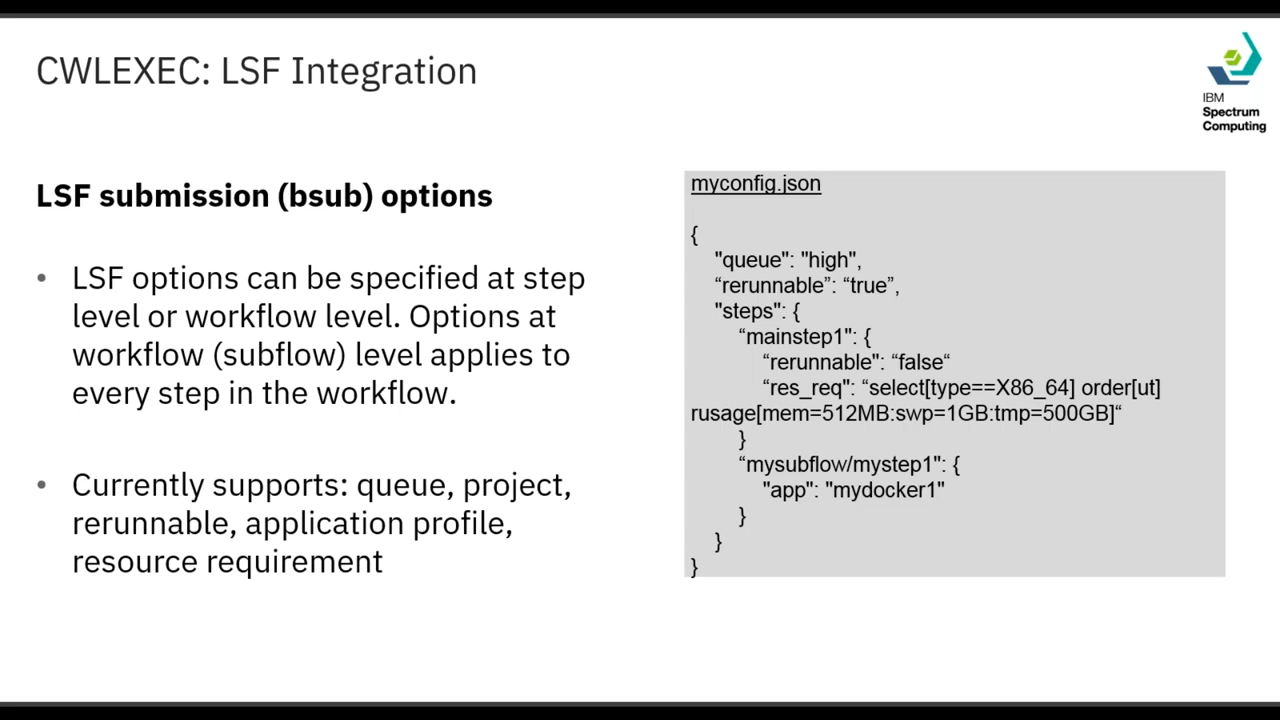 CWLEXEC: LSF Integration
IBM
Spectrum
Computing
LSF submission (bsub) options
• LSF options can be specified at step
level or workflow level. Options at
workflow (subflow) level applies to
every step in the workflow.
• Currently supports: queue, project,
rerunnable, application profile,
resource requirement
myconfig.json
{
"queue": "high",
“rerunnable”: “true”,
"steps": {
“mainstep1": {
“rerunnable": “false“
“res_req": “select[type==X86_64] order[ut]
rusage[mem=512MB:swp=1GB:tmp=500GB]“
}
“mysubflow/mystep1": {
"app": "mydocker1"
}
}
}